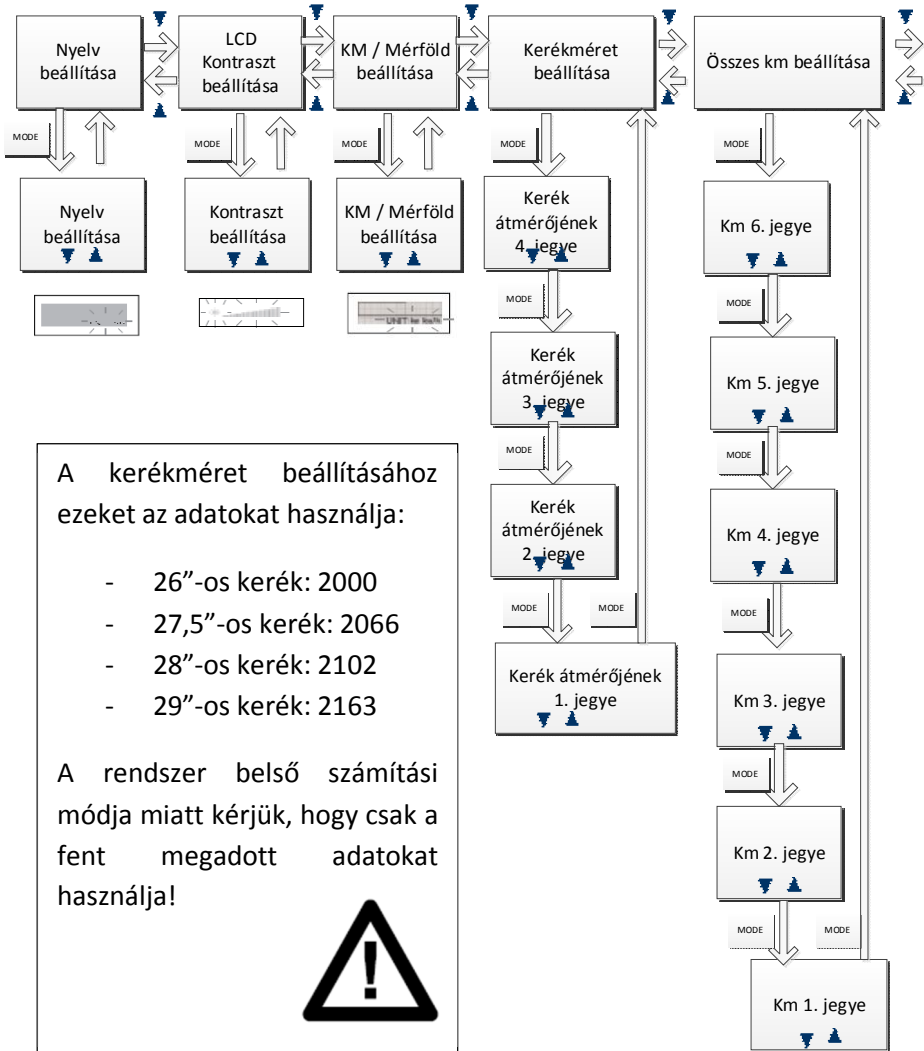 Nyelv
beállítása
LCD
Kontraszt
beállítása
KM / Mérföld
beállítása
Kerékméret
beállítása
Összes km beállítása
MODE
MODE
MODE
MODE
MODE
Nyelv
beállítása
Kontraszt
beállítása
KM / Mérföld
beállítása
Kerék
átmérőjének
4. jegye
Km 6. jegye
MODE
MODE
Kerék
átmérőjének
3. jegye
Km 5. jegye
MODE
MODE
Kerék
átmérőjének
2. jegye
Km 4. jegye
MODE
MODE
MODE
Kerék átmérőjének
1. jegye
Km 3. jegye
MODE
Km 2. jegye
MODE
MODE
Km 1. jegye
A kerékméret beállításához
ezeket az adatokat használja:
- 26”-os kerék: 2000
- 27,5”-os kerék: 2066
- 28”-os kerék: 2102
- 29”-os kerék: 2163
A rendszer belső számítási
módja miatt kérjük, hogy csak a
fent megadott adatokat
használja!